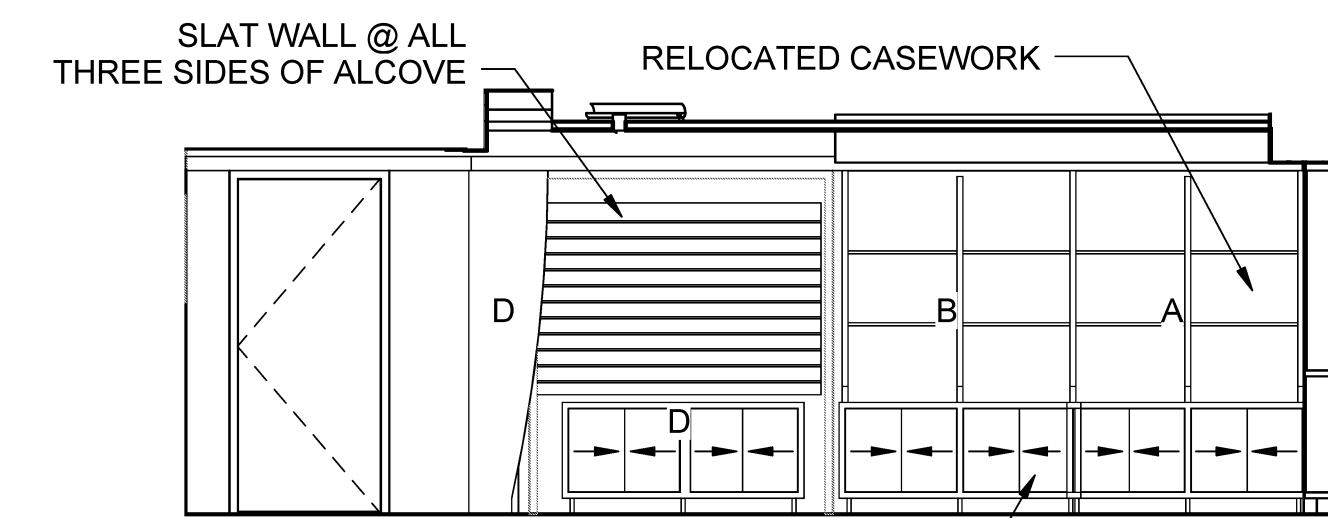 SLAT WALL @ ALL
THREE SIDES OF ALCOVE
RELOCATED CASEWORK
D
B
A
D